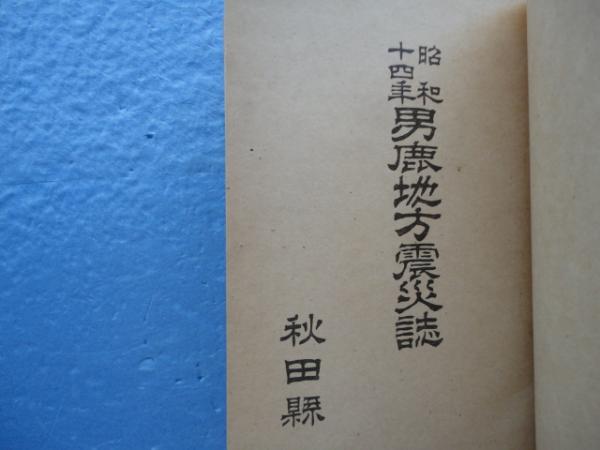 昭和
十四年
男鹿地方震災誌
秋田縣